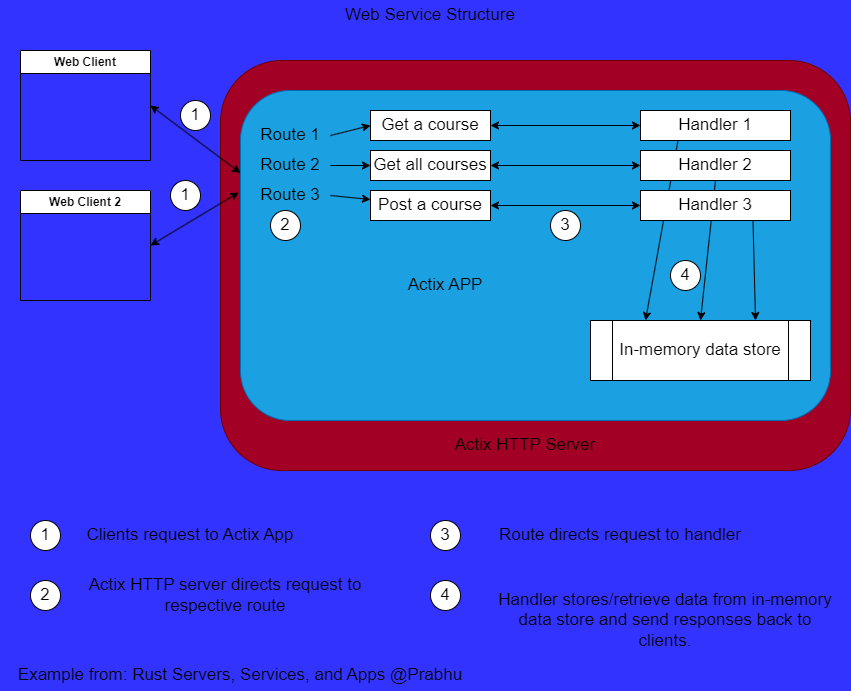 Web Service Structure
Web Client
1
Web Client 2
1
Route 1
Get a course
Handler 1
Route 2
Get all courses
Handler 2
Route 3
Post a course
Handler 3
2
3
4
Actix APP
In-memory data store
Actix HTTP Server
1
Clients request to Actix App
3
Route directs request to handler
2
Actix HTTP server directs request to
respective route
4
Handler stores/retrieve data from in-memory
data store and send responses back to
clients.
Example from: Rust Servers, Services, and Apps @Prabhu